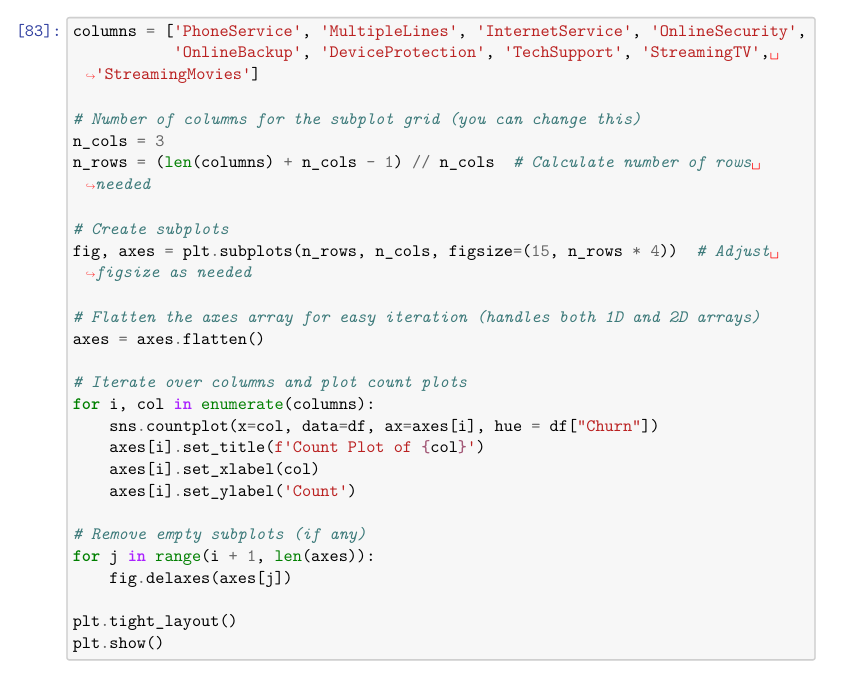 [83]: columns = ['PhoneService', 'MultipleLines', 'InternetService', 'OnlineSecurity',
'OnlineBackup', 'DeviceProtection', 'TechSupport', 'StreamingTV',␣
↪'StreamingMovies']
# Number of columns for the subplot grid (you can change this)
n_cols = 3
n_rows = (len(columns) + n_cols - 1) // n_cols  # Calculate number of rows␣
↪needed
# Create subplots
fig, axes = plt.subplots(n_rows, n_cols, figsize=(15, n_rows * 4))  # Adjust␣
↪figsize as needed
# Flatten the axes array for easy iteration (handles both 1D and 2D arrays)
axes = axes.flatten()
# Iterate over columns and plot count plots
for i, col in enumerate(columns):
    sns.countplot(x=col, data=df, ax=axes[i], hue = df["Churn"])
    axes[i].set_title(f'Count Plot of {col}')
    axes[i].set_xlabel(col)
    axes[i].set_ylabel('Count')
# Remove empty subplots (if any)
for j in range(i + 1, len(axes)):
    fig.delaxes(axes[j])
plt.tight_layout()
plt.show()